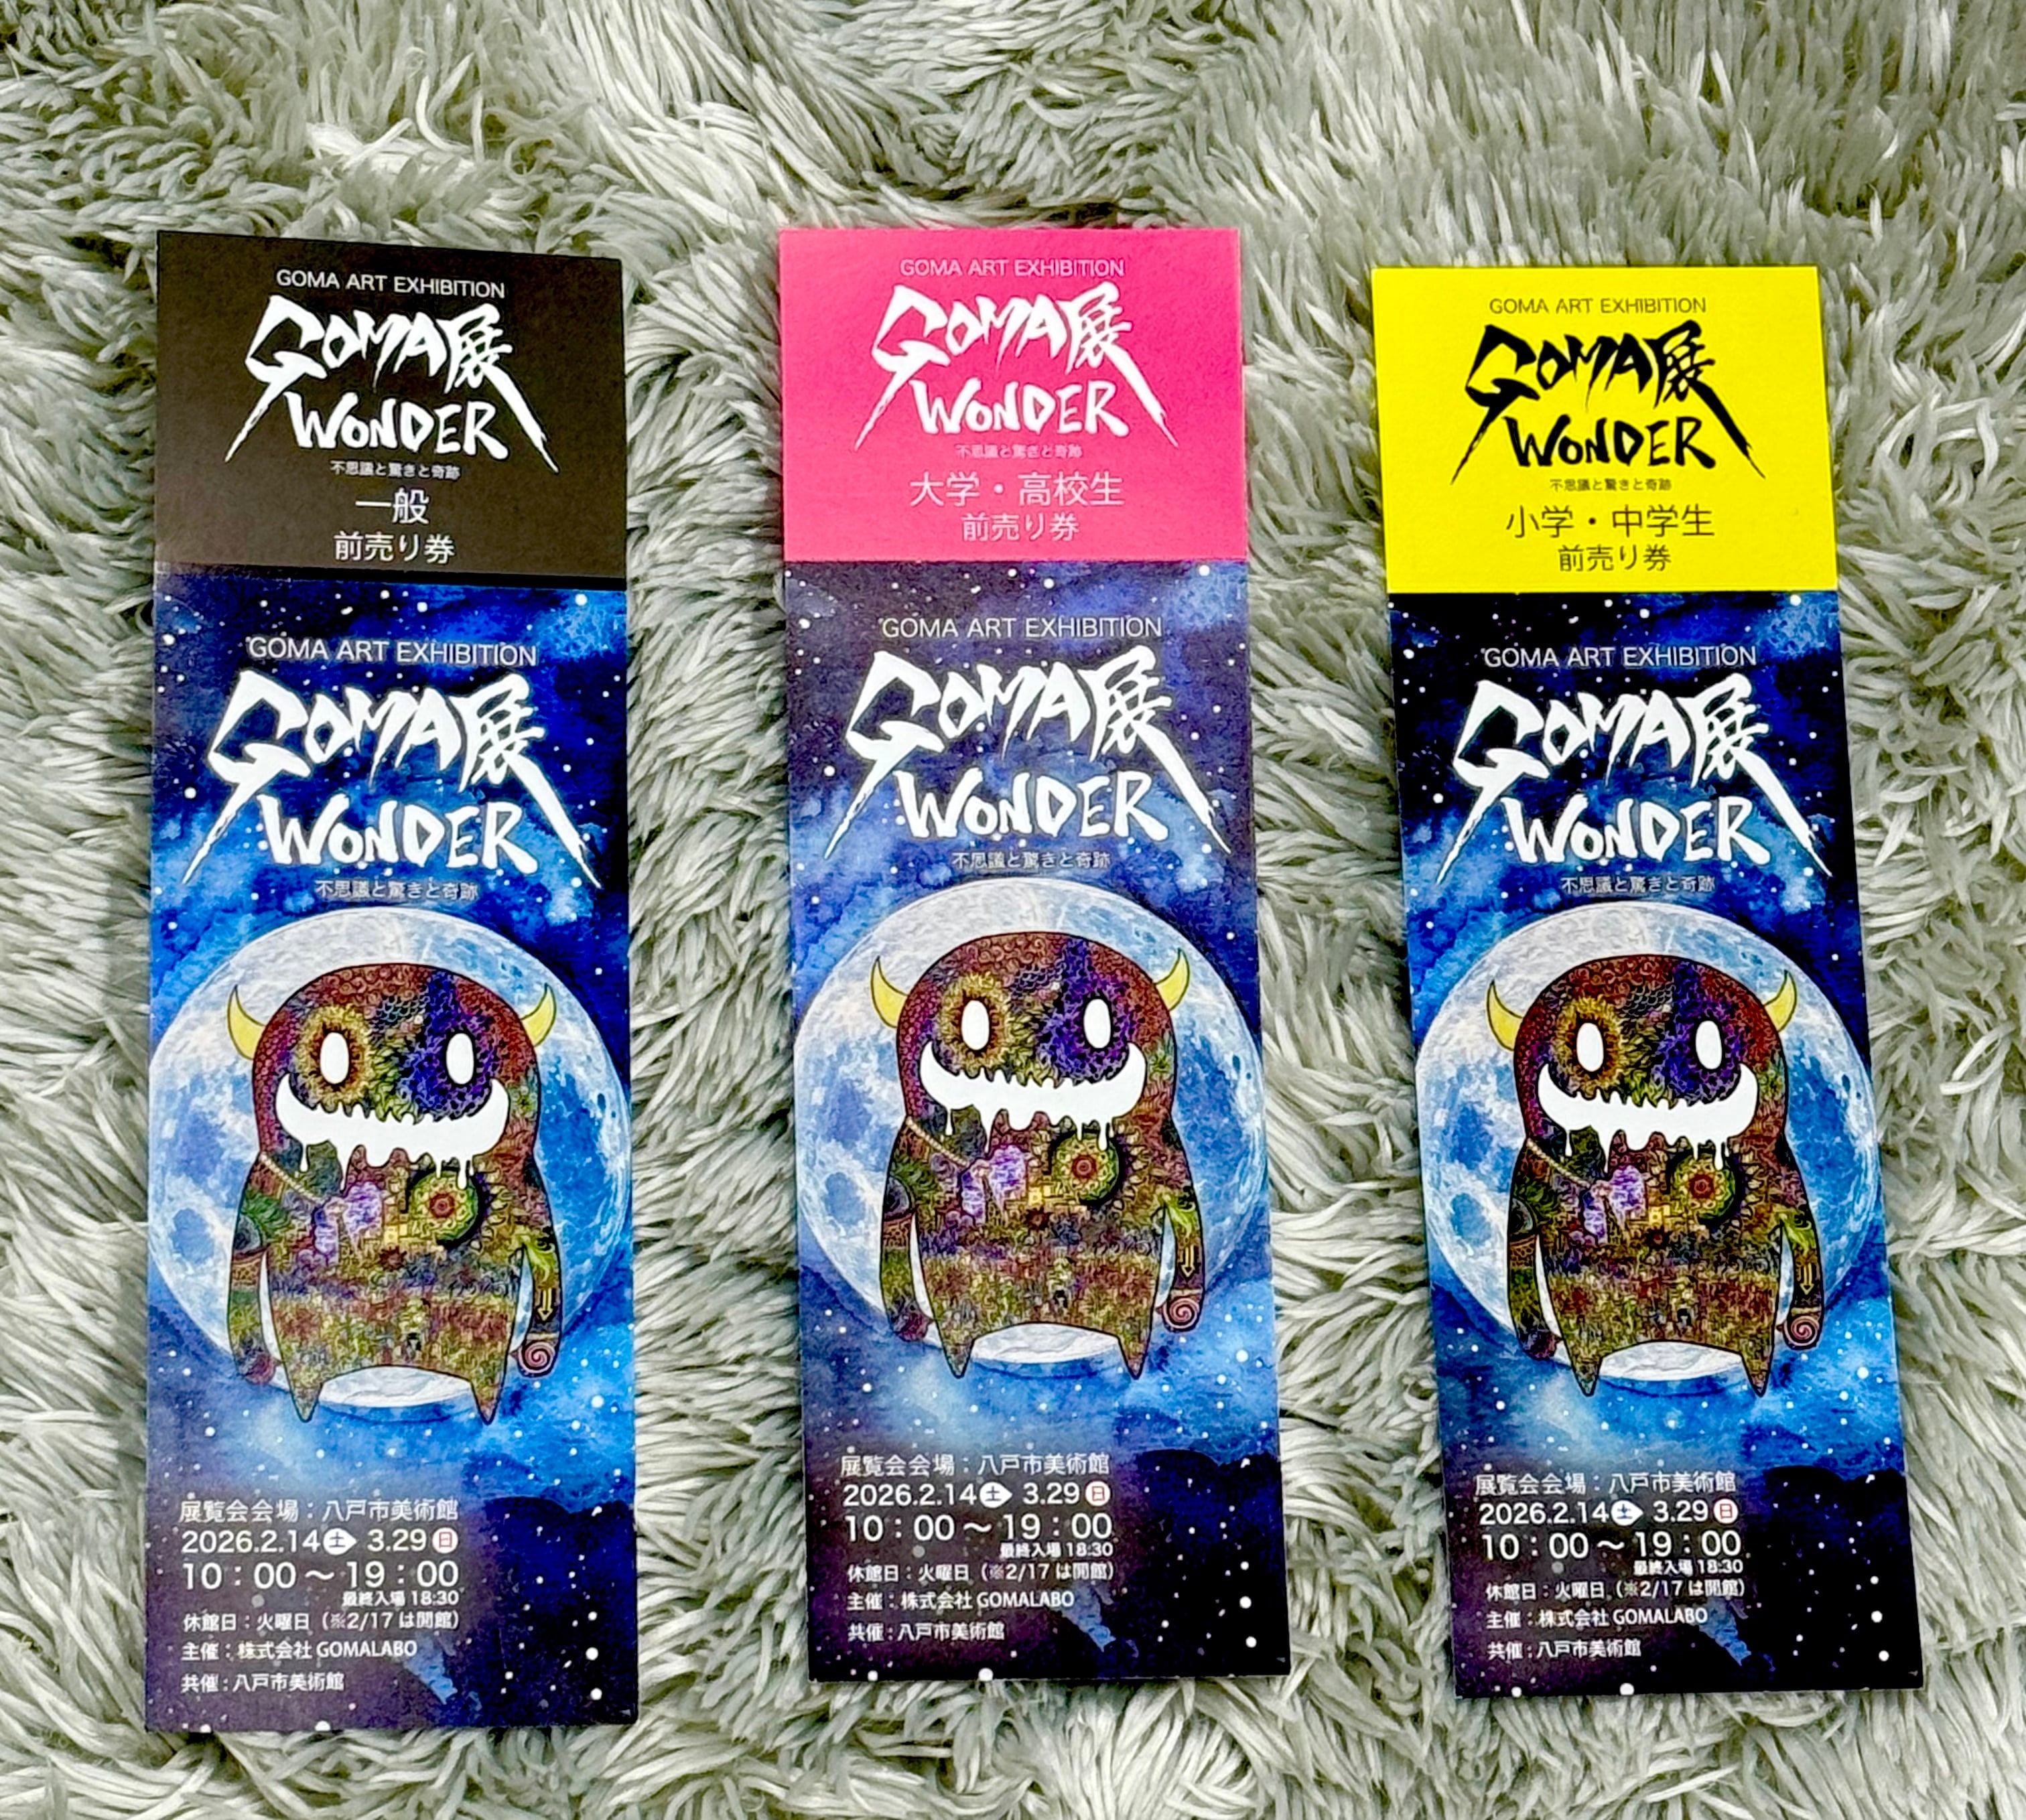 GOMA ART EXHIBITION
GOMA展
WONDER
不思議と驚きと奇跡
一般
前売り券
GOMA ART EXHIBITION
GOMA展
WONDER
不思議と驚きと奇跡
展覧会会場：八戸市美術館
2026.2.14土 3.29日
10：00～19：00
最終入場 18:30
休館日：火曜日（※2/17 は開館）
主催：株式会社 GOMALABO
共催：八戸市美術館
GOMA ART EXHIBITION
GOMA展
WONDER
不思議と驚きと奇跡
大学・高校生
前売り券
GOMA ART EXHIBITION
GOMA展
WONDER
不思議と驚きと奇跡
展覧会会場：八戸市美術館
2026.2.14土 3.29日
10：00～19：00
最終入場 18:30
休館日：火曜日（※2/17 は開館）
主催：株式会社 GOMALABO
共催：八戸市美術館
GOMA ART EXHIBITION
GOMA展
WONDER
不思議と驚きと奇跡
小学・中学生
前売り券
GOMA ART EXHIBITION
GOMA展
WONDER
不思議と驚きと奇跡
展覧会会場：八戸市美術館
2026.2.14土 3.29日
10：00～19：00
最終入場 18:30
休館日：火曜日（※2/17 は開館）
主催：株式会社 GOMALABO
共催：八戸市美術館